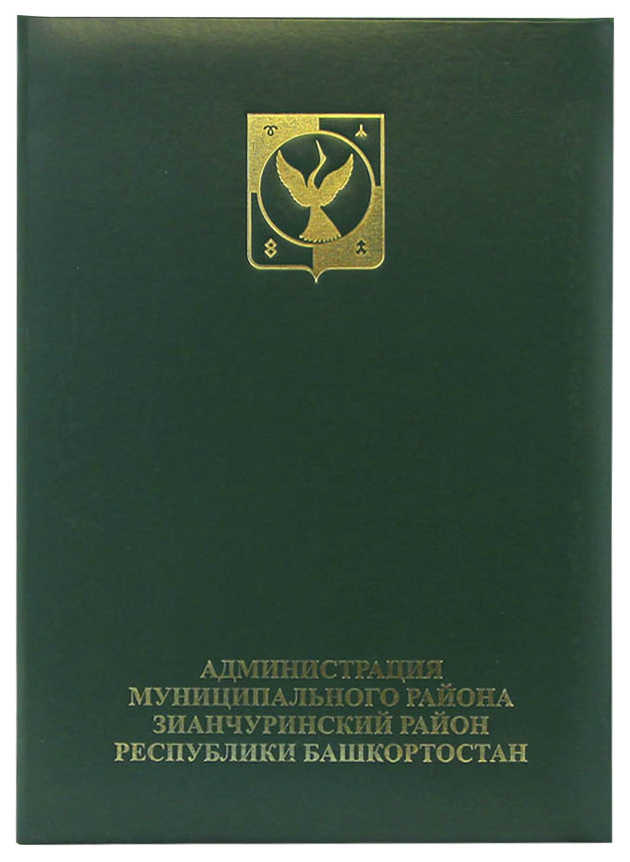 АДМИНИСТРАЦИЯ
МУНИЦИПАЛЬНОГО РАЙОНА
ЗИАНЧУРИНСКИЙ РАЙОН
РЕСПУБЛИКИ БАШКОРТОСТАН